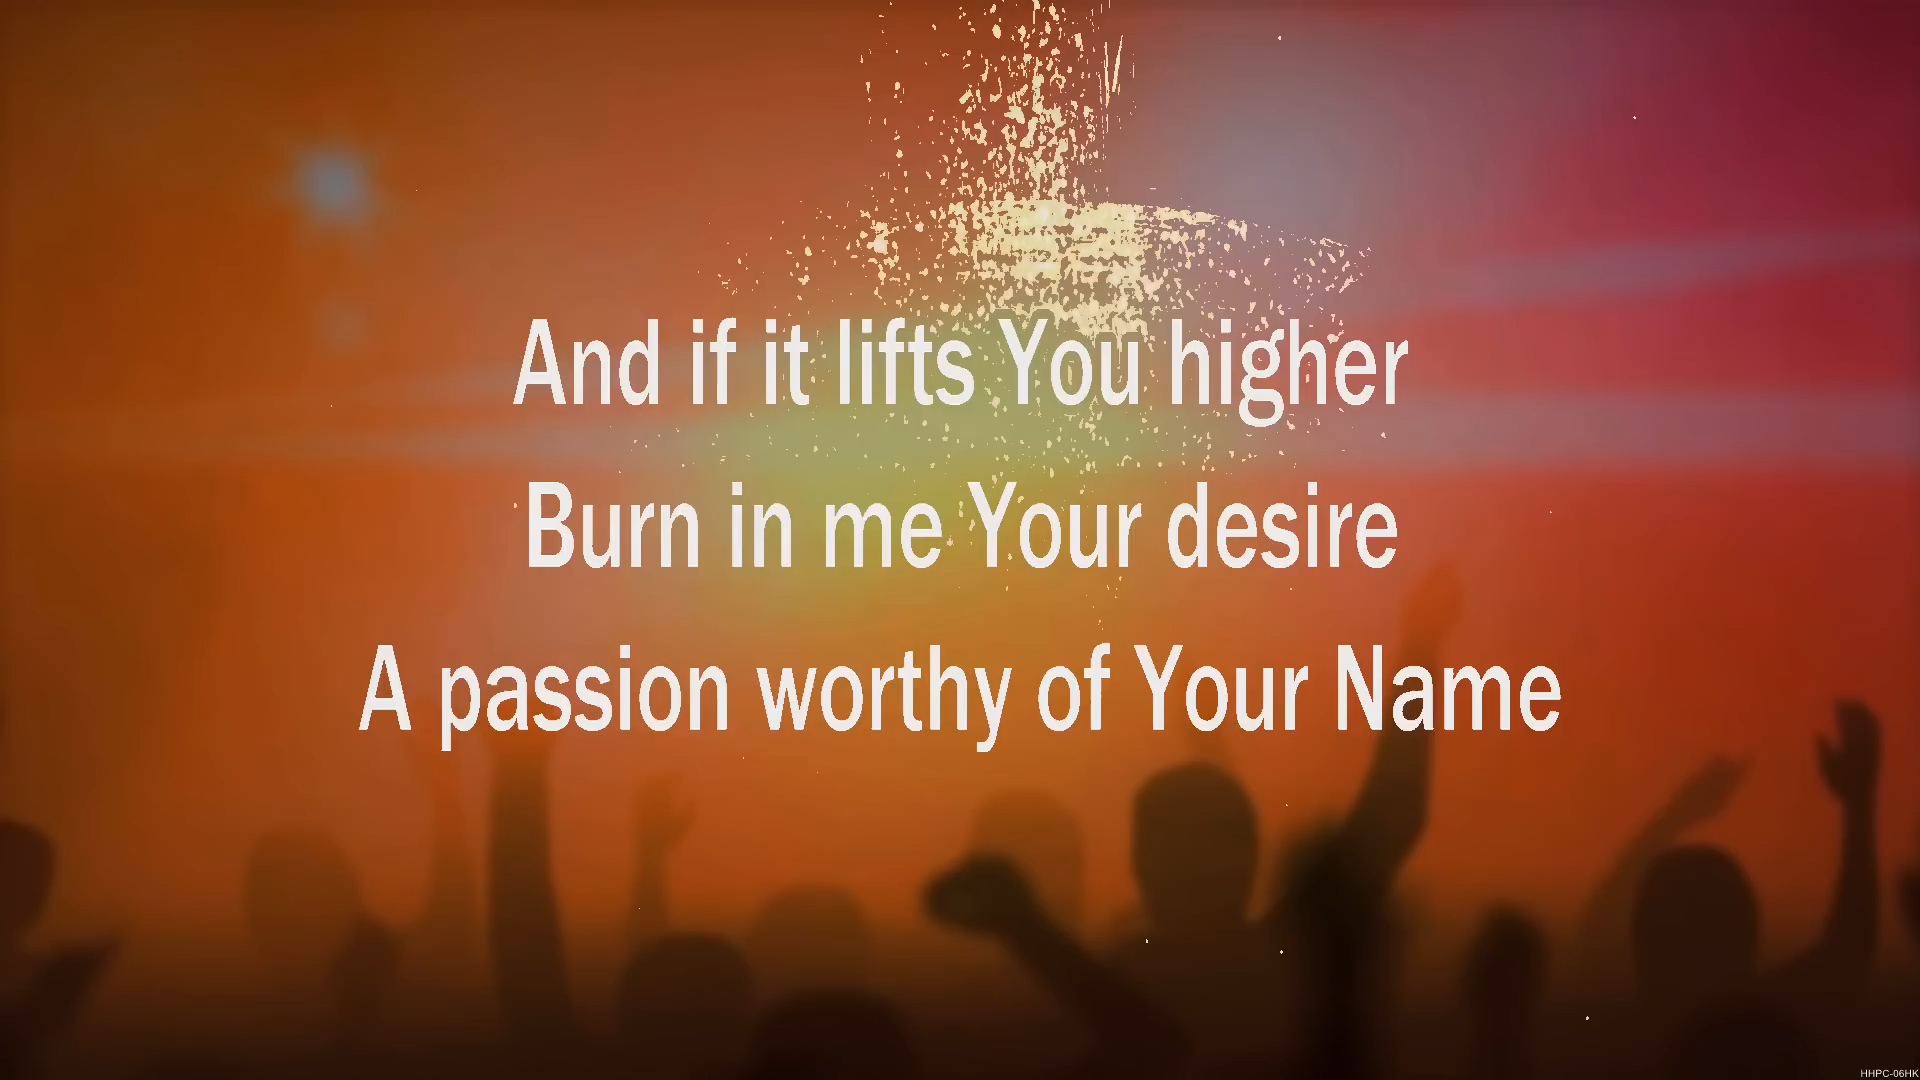 And if it lifts You higher
Burn in me Your desire
A passion worthy of Your Name
HHPC-06HK